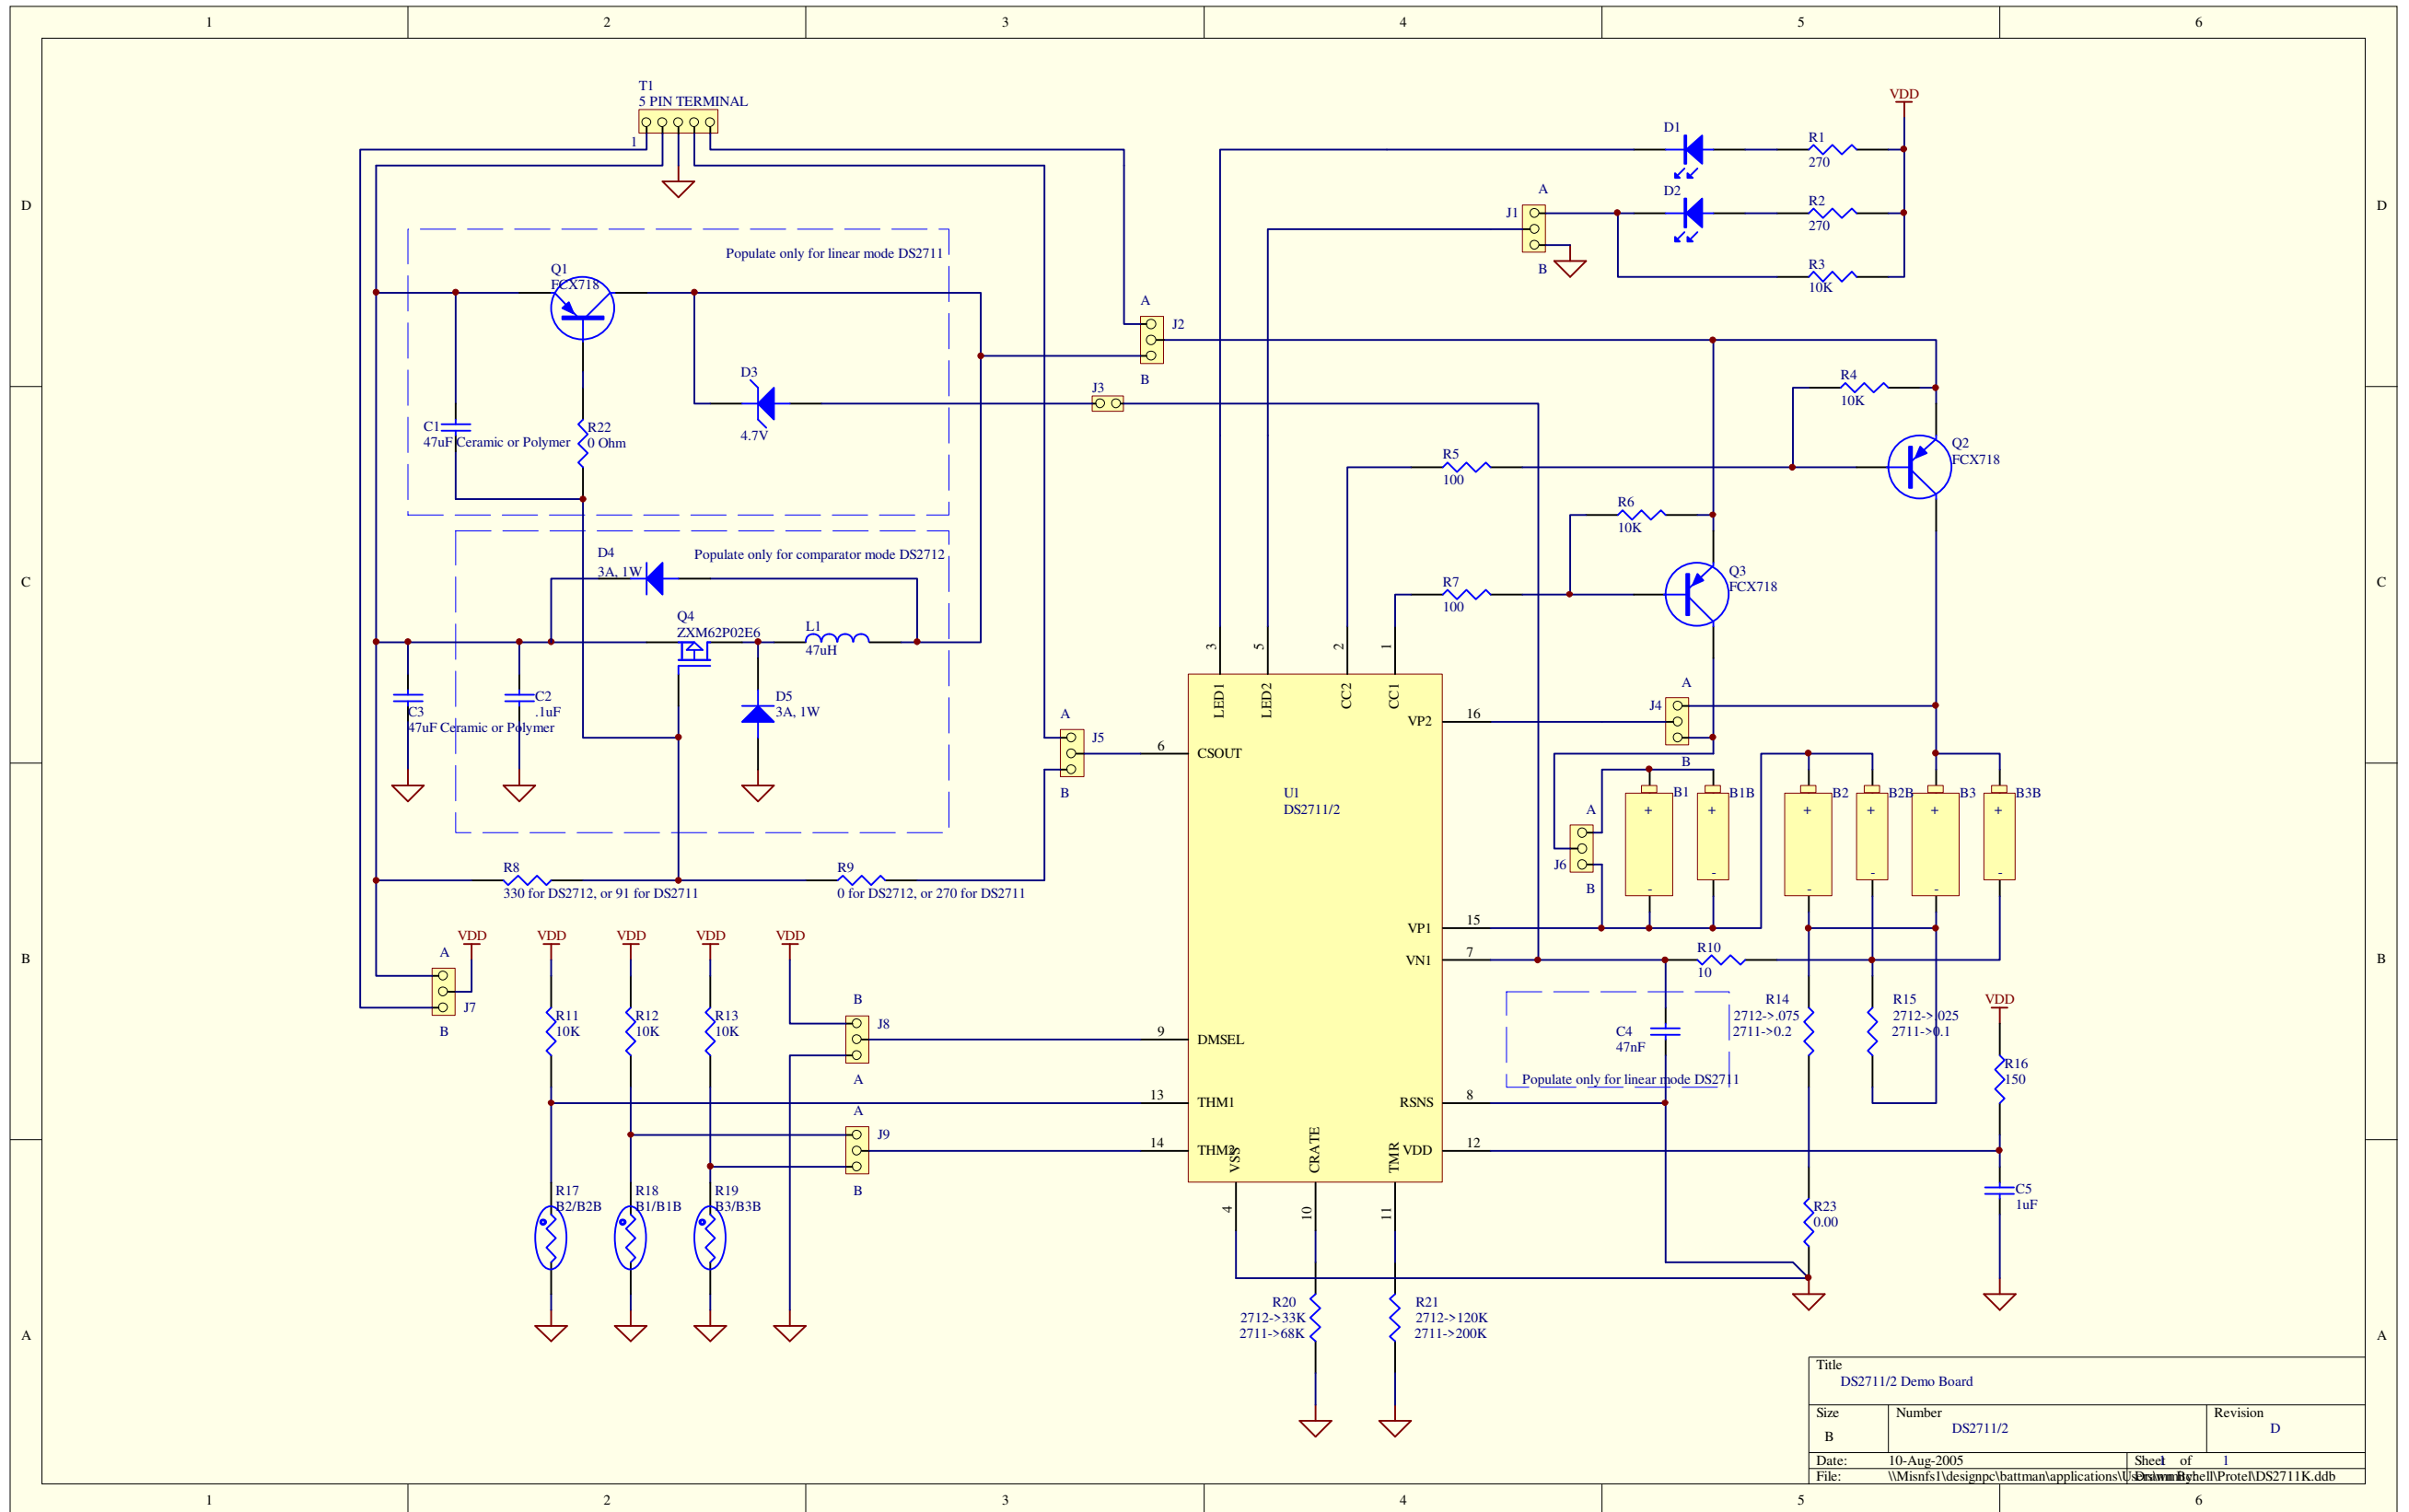 1 2 3 4 5 6
T1
5 PIN TERMINAL
1
VDD
D1
R1
270
D2
R2
270
A
J1
B
R3
10K
D
D
Populate only for linear mode DS2711
Q1
FCX718
A
J2
B
D3
4.7V
J3
R4
10K
C1
47uF Ceramic or Polymer
R22
0 Ohm
Q2
FCX718
R5
100
R6
10K
D4
3A, 1W
Populate only for comparator mode DS2712
C
C
R7
100
Q3
FCX718
Q4
ZXM62P02E6
L1
47uH
3
5
2
1
LED1
LED2
CC2
CC1
C3
47uF Ceramic or Polymer
C2
.1uF
D5
3A, 1W
A
J5
B
6
CSOUT
VP2
16
A
J4
B
U1
DS2711/2
A
J6
B
B1
+
-
B1B
+
-
B2
+
-
B2B
+
-
B3
+
-
B3B
+
-
R8
330 for DS2712, or 91 for DS2711
R9
0 for DS2712, or 270 for DS2711
VP1
15
VN1
7
R10
10
B
B
VDD
VDD
VDD
VDD
VDD
A
J7
B
R11
10K
R12
10K
R13
10K
B
J8
A
9
DMSEL
C4
47nF
Populate only for linear mode DS2711
R14
2712->.075
2711->0.2
R15
2712->.025
2711->0.1
VDD
R16
150
13
THM1
RSNS
8
A
J9
B
14
THM2
VDD
12
VSS
CRATE
TMR
4
10
11
R17
B2/B2B
R18
B1/B1B
R19
B3/B3B
R23
0.00
C5
1uF
R20
2712->33K
2711->68K
R21
2712->120K
2711->200K
A
A
Title
DS2711/2 Demo Board
Size
B
Number
DS2711/2
Revision
D
Date:
10-Aug-2005
Sheet 1 of 1
File:
1 2 3 4 5 6